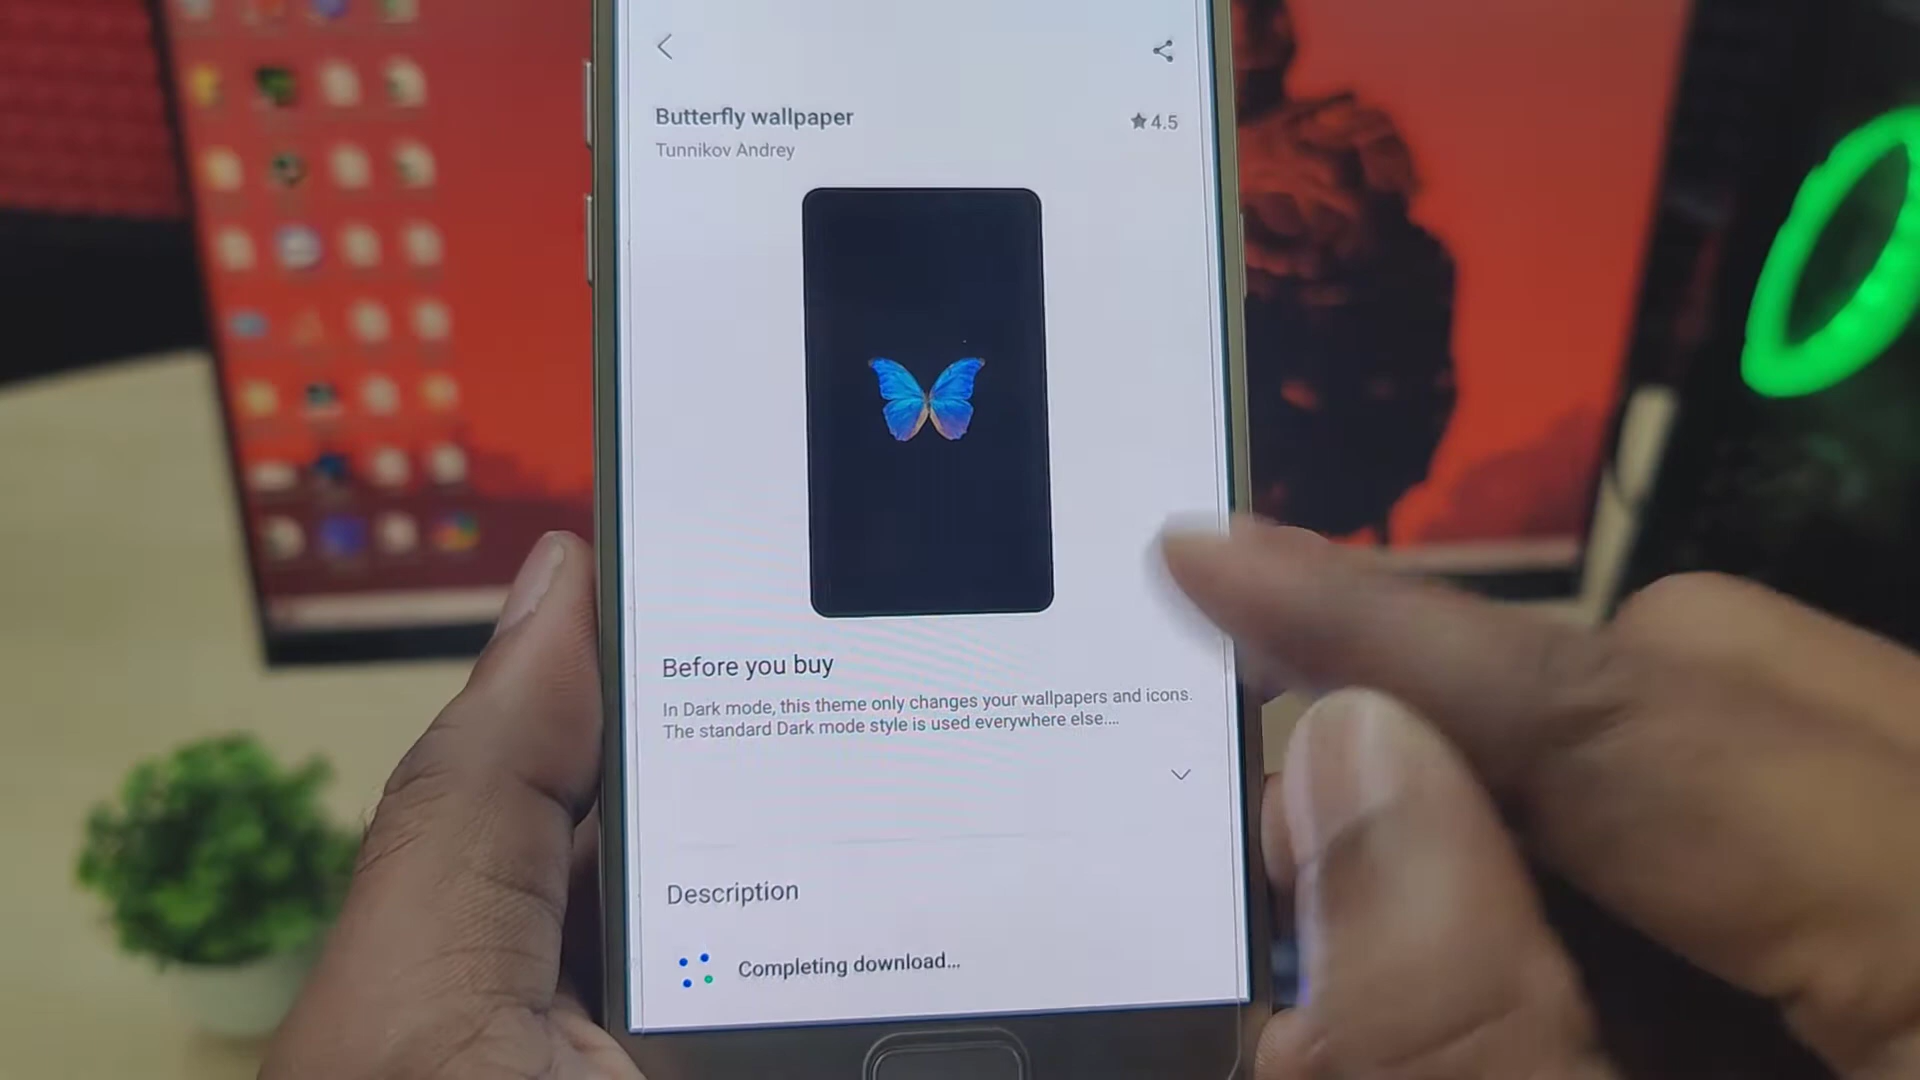 Butterfly wallpaper
★ 4.5
Tunnikov Andrey
Before you buy
In Dark mode, this theme only changes your wallpapers and icons.
The standard Dark mode style is used everywhere else....
Description
Completing download...